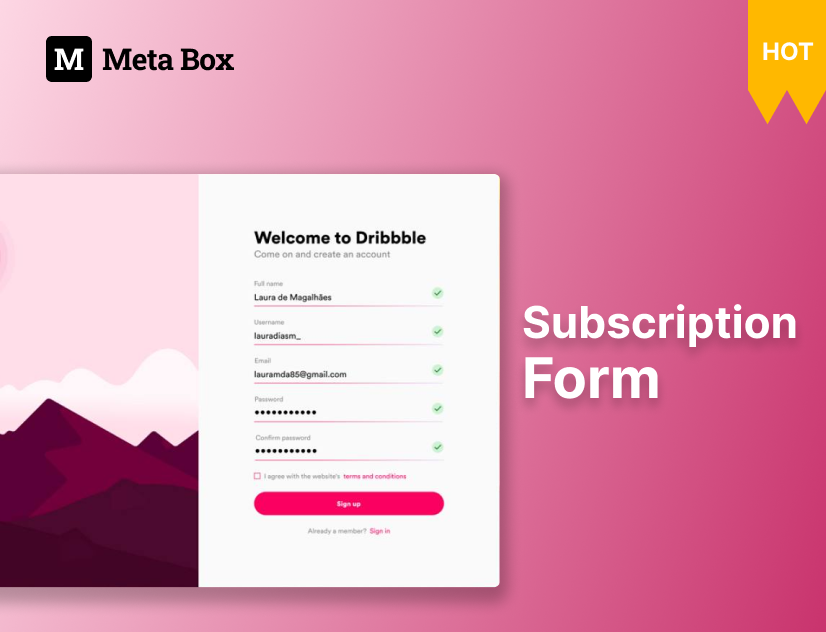 M Meta Box
HOT
Welcome to Dribbble
Come on and create an account
Full name
Laura de Magalhães
Username
lauradiasm_
Email
lauramda85@gmail.com
Password
Confirm password
I agree with the website's terms and conditions
Sign up
Already a member? Sign in
Subscription
Form